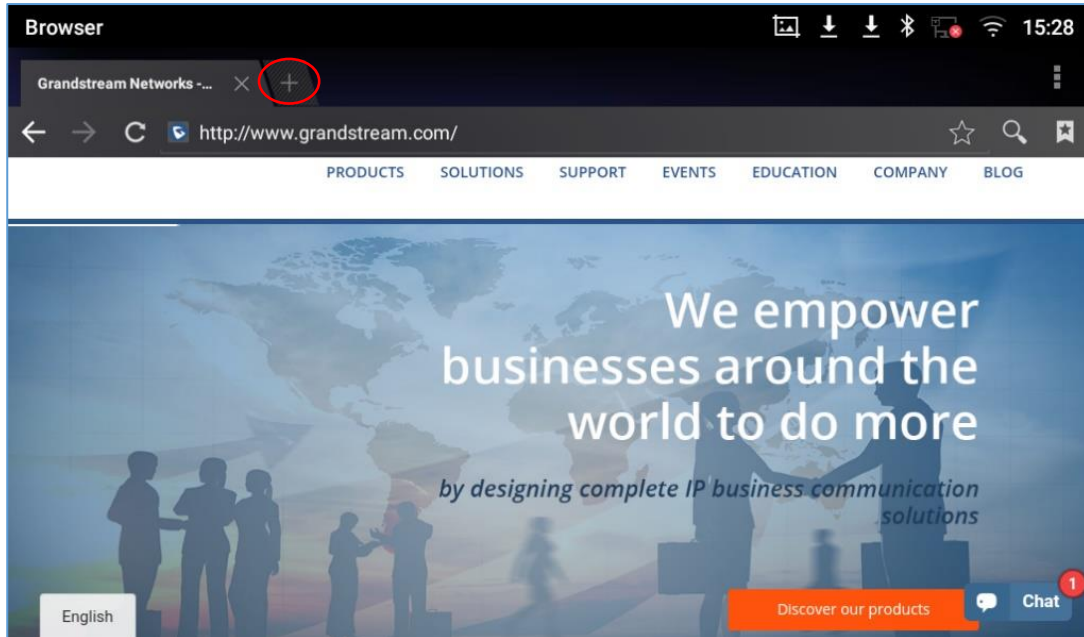 Browser
15:28
Grandstream Networks -...
http://www.grandstream.com/
PRODUCTS SOLUTIONS SUPPORT EVENTS EDUCATION COMPANY BLOG
We empower
businesses around the
world to do more
by designing complete IP business communication
solutions
English
Discover our products
Chat
1